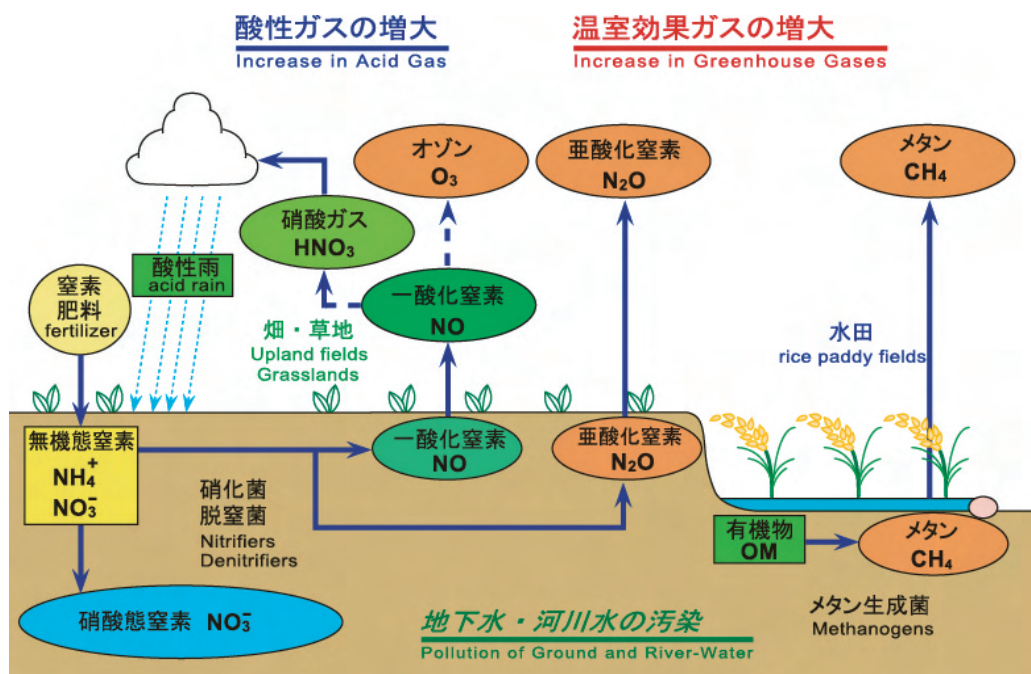 酸性ガスの増大
Increase in Acid Gas
温室効果ガスの増大
Increase in Greenhouse Gases
オゾン
O₃
亜酸化窒素
N₂O
メタン
CH₄
硝酸ガス
HNO₃
酸性雨
acid rain
窒素
肥料
fertilizer
一酸化窒素
NO
畑・草地
Upland fields
Grasslands
水田
rice paddy fields
無機態窒素
NH₄⁺
NO₃⁻
一酸化窒素
NO
亜酸化窒素
N₂O
硝化菌
脱窒菌
Nitrifiers
Denitrifiers
有機物
OM
メタン
CH₄
硝酸態窒素 NO₃⁻
地下水・河川水の汚染
Pollution of Ground and River-Water
メタン生成菌
Methanogens